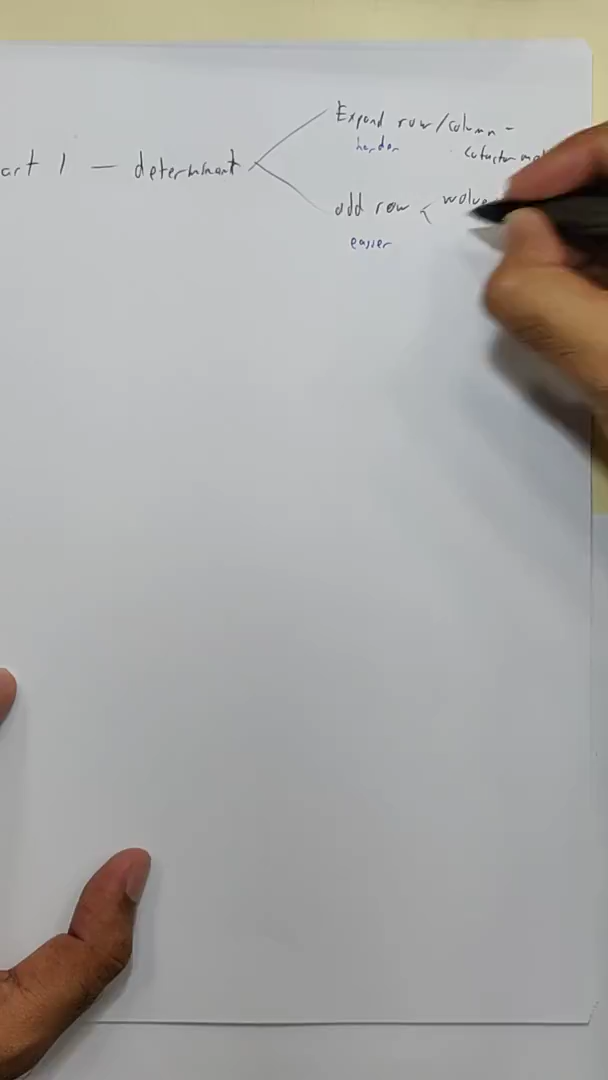 art 1 — determinant
Expand row/column -
harder
cofactor
add row <
easier